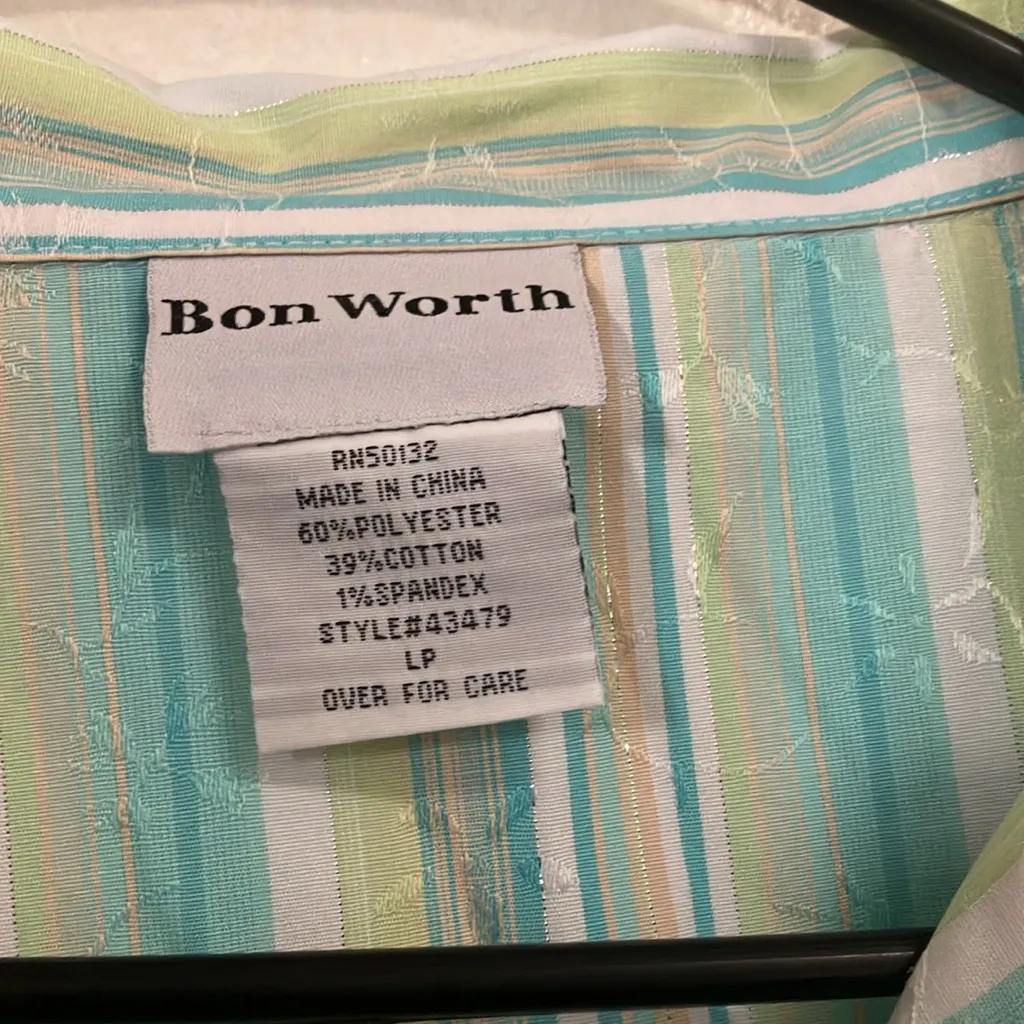 Bon Worth
RN50132
MADE IN CHINA
60%POLYESTER
39%COTTON
1%SPANDEX
STYLE#43479
LP
OVER FOR CARE